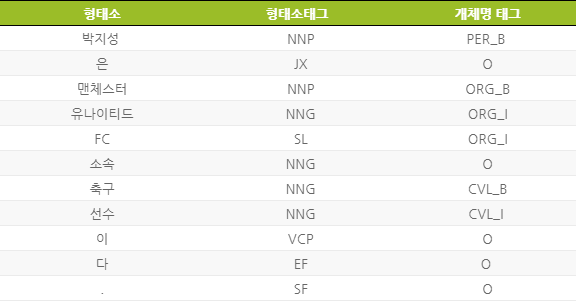 형태소 형태소태그 개체명 태그
박지성 NNP PER_B
은 JX O
맨체스터 NNP ORG_B
유나이티드 NNG ORG_I
FC SL ORG_I
소속 NNG O
축구 NNG CVL_B
선수 NNG CVL_I
이 VCP O
다 EF O
. SF O